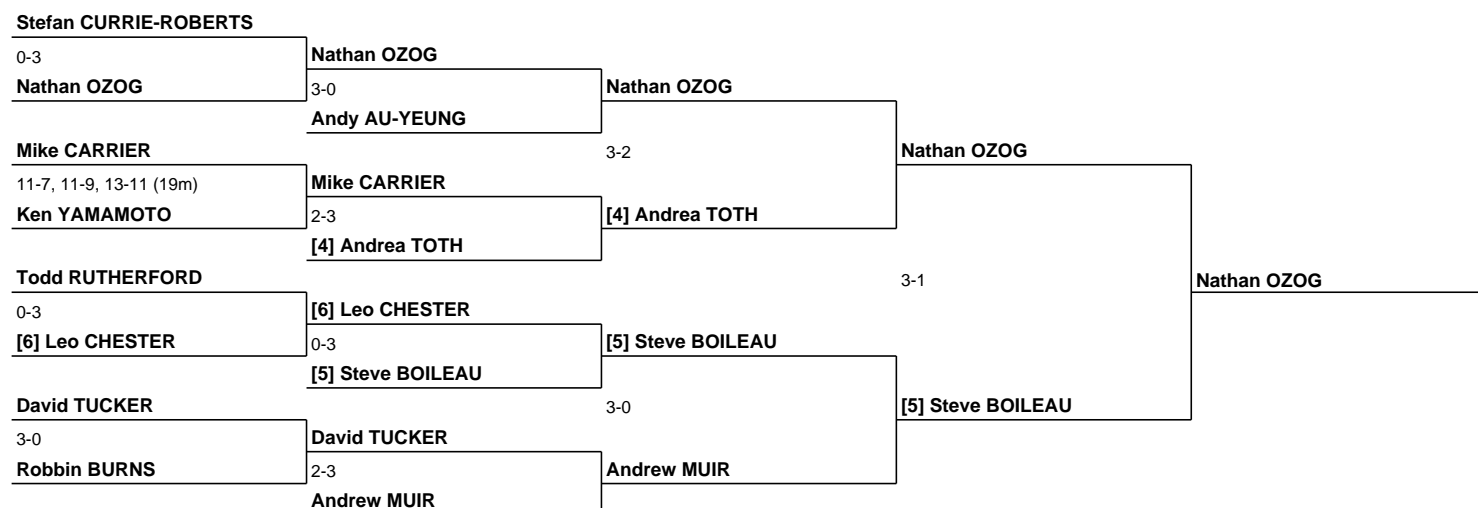 Stefan CURRIE-ROBERTS
0-3
Nathan OZOG
Nathan OZOG
3-0
Andy AU-YEUNG
Nathan OZOG
Mike CARRIER
11-7, 11-9, 13-11 (19m)
Ken YAMAMOTO
Mike CARRIER
2-3
[4] Andrea TOTH
3-2
[4] Andrea TOTH
Nathan OZOG
Todd RUTHERFORD
0-3
[6] Leo CHESTER
[6] Leo CHESTER
0-3
[5] Steve BOILEAU
[5] Steve BOILEAU
David TUCKER
3-0
Robbin BURNS
David TUCKER
2-3
Andrew MUIR
3-0
Andrew MUIR
[5] Steve BOILEAU
3-1
Nathan OZOG